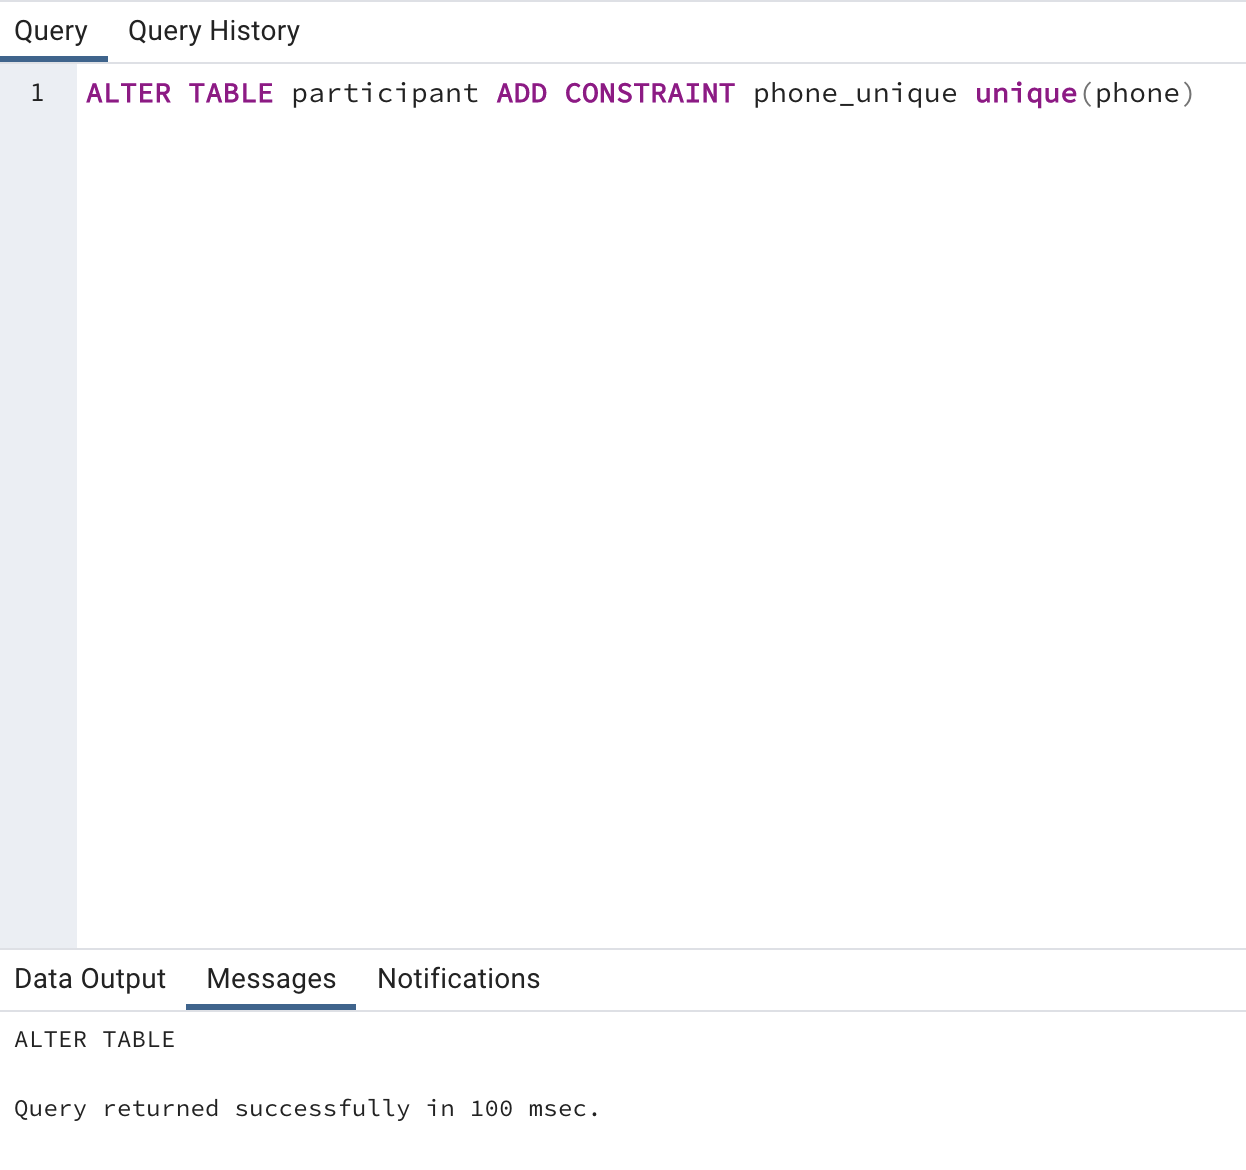 Query Query History
1 ALTER TABLE participant ADD CONSTRAINT phone_unique unique(phone)
Data Output Messages Notifications
ALTER TABLE
Query returned successfully in 100 msec.